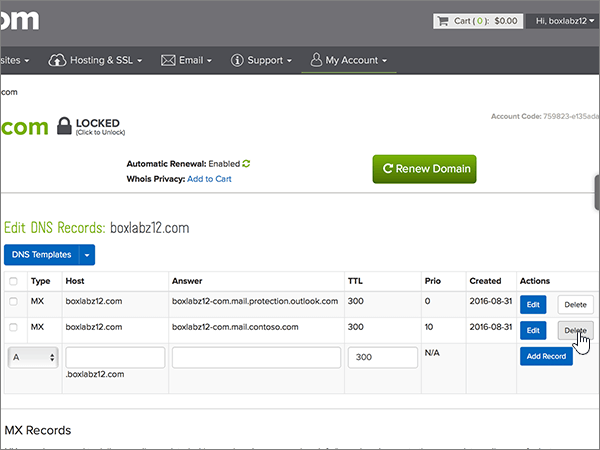 om
Cart ( 0 ): $0.00 Hi, boxlabz12
sites Hosting & SSL Email Support My Account
.com
.com LOCKED
(Click to Unlock)
Account Code: 759823-e135eda
Automatic Renewal: Enabled
Whois Privacy: Add to Cart
Renew Domain
Edit DNS Records: boxlabz12.com
DNS Templates
Type Host Answer TTL Prio Created Actions
MX boxlabz12.com boxlabz12-com.mail.protection.outlook.com 300 0 2016-08-31 Edit Delete
MX boxlabz12.com boxlabz12-com.mail.contoso.com 300 10 2016-08-31 Edit Delete
A 300 N/A Add Record
.boxlabz12.com
MX Records